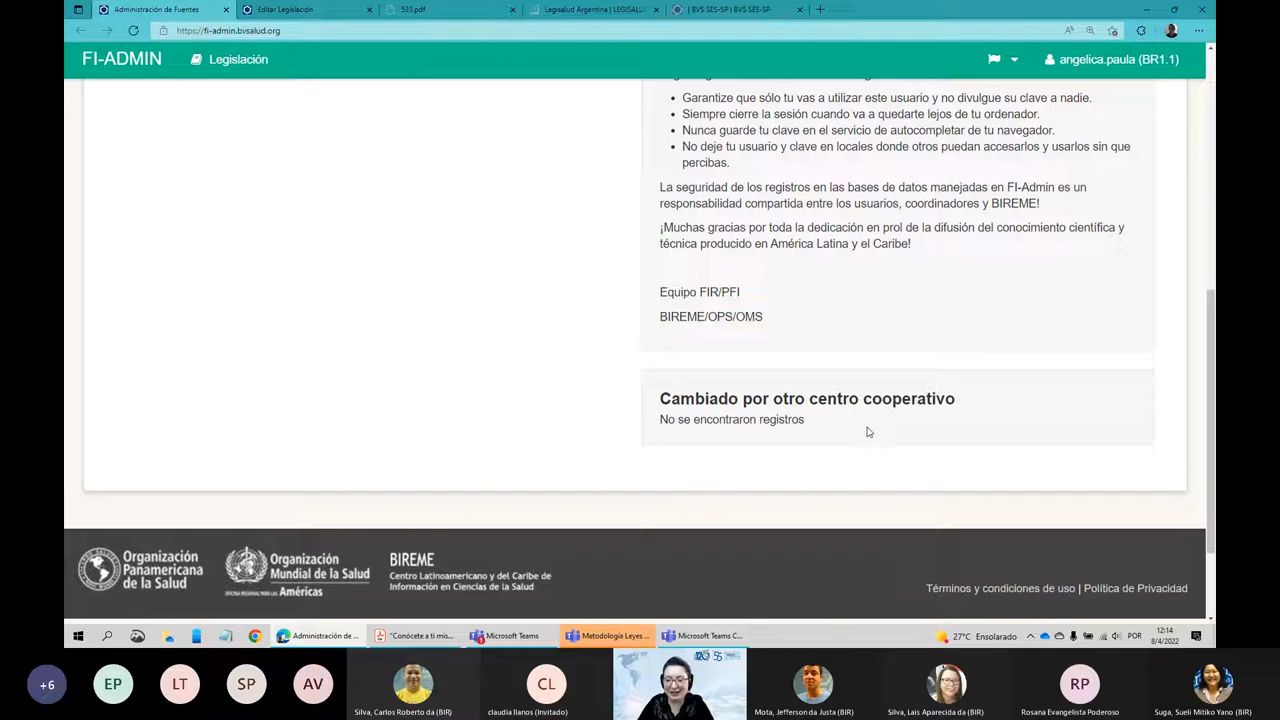 Administración de Fuentes
Editar Legislación
533.pdf
Legisalud Argentina | LEGISALU
| BVS SES-SP | BVS SES-SP
https://fi-admin.bvsalud.org
FI-ADMIN
Legislación
angelica.paula (BR1.1)
Garantize que sólo tu vas a utilizar este usuario y no divulgue su clave a nadie.
Siempre cierre la sesión cuando va a quedarte lejos de tu ordenador.
Nunca guarde tu clave en el servicio de autocompletar de tu navegador.
No deje tu usuario y clave en locales donde otros puedan accesarlos y usarlos sin que
percibas.
La seguridad de los registros en las bases de datos manejadas en FI-Admin es un
responsabilidad compartida entre los usuarios, coordinadores y BIREME!
¡Muchas gracias por toda la dedicación en prol de la difusión del conocimiento científica y
técnica producido en América Latina y el Caribe!
Equipo FIR/PFI
BIREME/OPS/OMS
Cambiado por otro centro cooperativo
No se encontraron registros
Organización
Panamericana
de la Salud
Organización
Mundial de la Salud
Américas
BIREME
Centro Latinoamericano y del Caribe de
Información en Ciencias de la Salud
Términos y condiciones de uso | Política de Privacidad
Administración de ...
"Conócete a ti mis...
Microsoft Teams
Metodología Leyes ...
Microsoft Teams C...
27°C Ensolarado
POR
12:14
8/4/2022
+6
EP
LT
SP
AV
Silva, Carlos Roberto da (BIR)
CL
claudia llanos (Invitado)
Mota, Jefferson da Justa (BIR)
Silva, Lais Aparecida da (BIR)
RP
Rosana Evangelista Poderoso
Suga, Sueli Mitiko Yano (BIR)